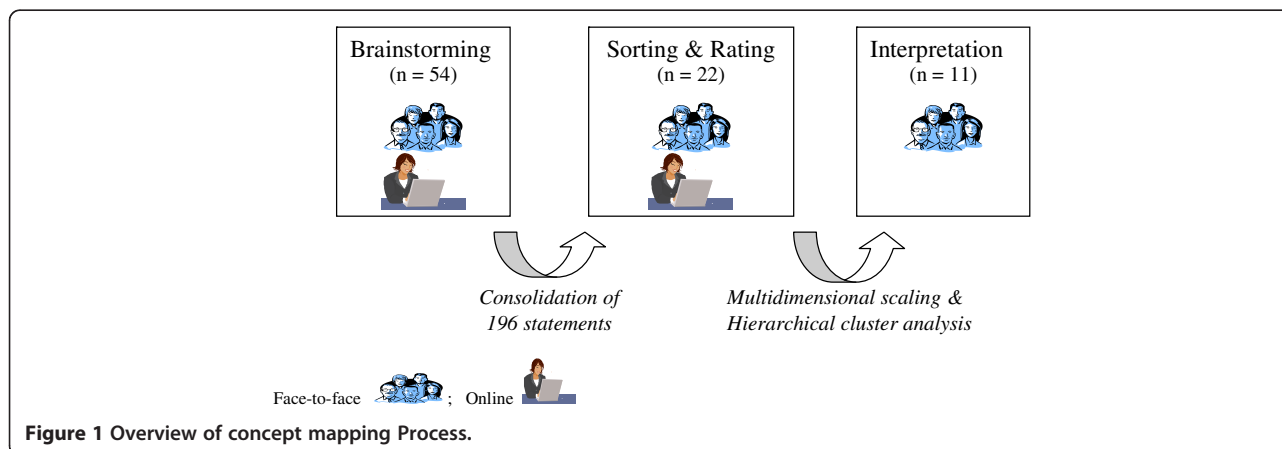 Brainstorming
(n = 54)
Sorting & Rating
(n = 22)
Interpretation
(n = 11)
Consolidation of
196 statements
Multidimensional scaling &
Hierarchical cluster analysis
Face-to-face ; Online
Figure 1 Overview of concept mapping Process.